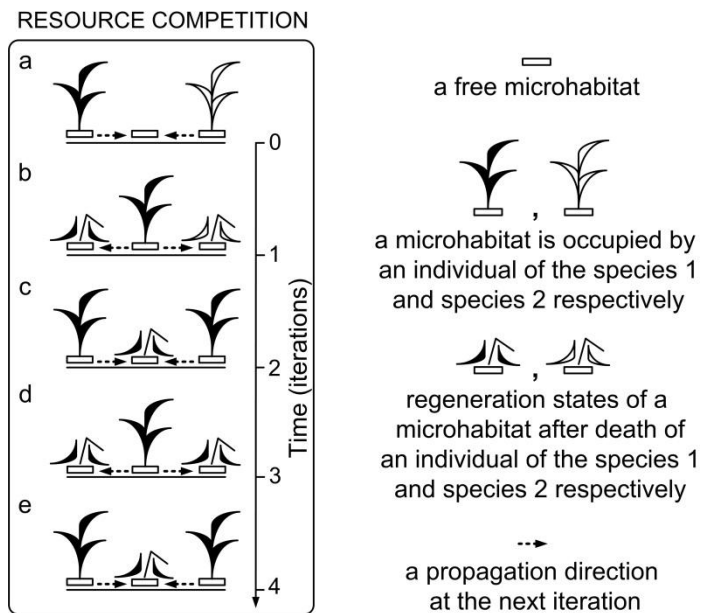 RESOURCE COMPETITION
a
0
b
1
c
2
d
3
e
4
Time (iterations)
a free microhabitat
,
a microhabitat is occupied by
an individual of the species 1
and species 2 respectively
,
regeneration states of a
microhabitat after death of
an individual of the species 1
and species 2 respectively
a propagation direction
at the next iteration